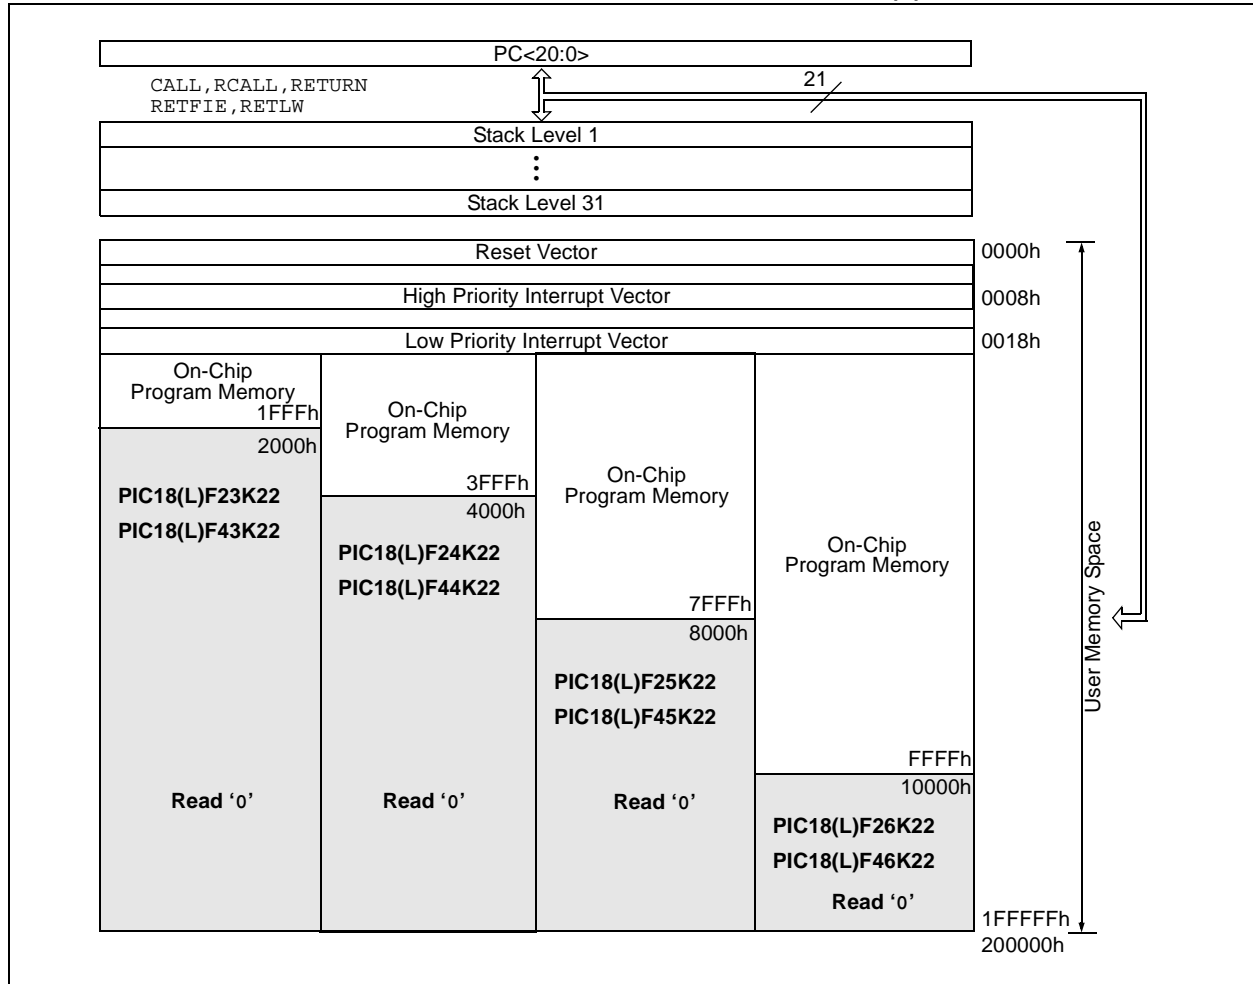 PC<20:0>
CALL,RCALL,RETURN
RETFIE,RETLW
21
Stack Level 1
Stack Level 31
Reset Vector
0000h
High Priority Interrupt Vector
0008h
Low Priority Interrupt Vector
0018h
On-Chip
Program Memory
1FFFh
2000h
PIC18(L)F23K22
PIC18(L)F43K22
Read ‘0’
On-Chip
Program Memory
3FFFh
4000h
PIC18(L)F24K22
PIC18(L)F44K22
Read ‘0’
On-Chip
Program Memory
7FFFh
8000h
PIC18(L)F25K22
PIC18(L)F45K22
Read ‘0’
On-Chip
Program Memory
FFFFh
10000h
PIC18(L)F26K22
PIC18(L)F46K22
Read ‘0’
1FFFFFh
200000h
User Memory Space